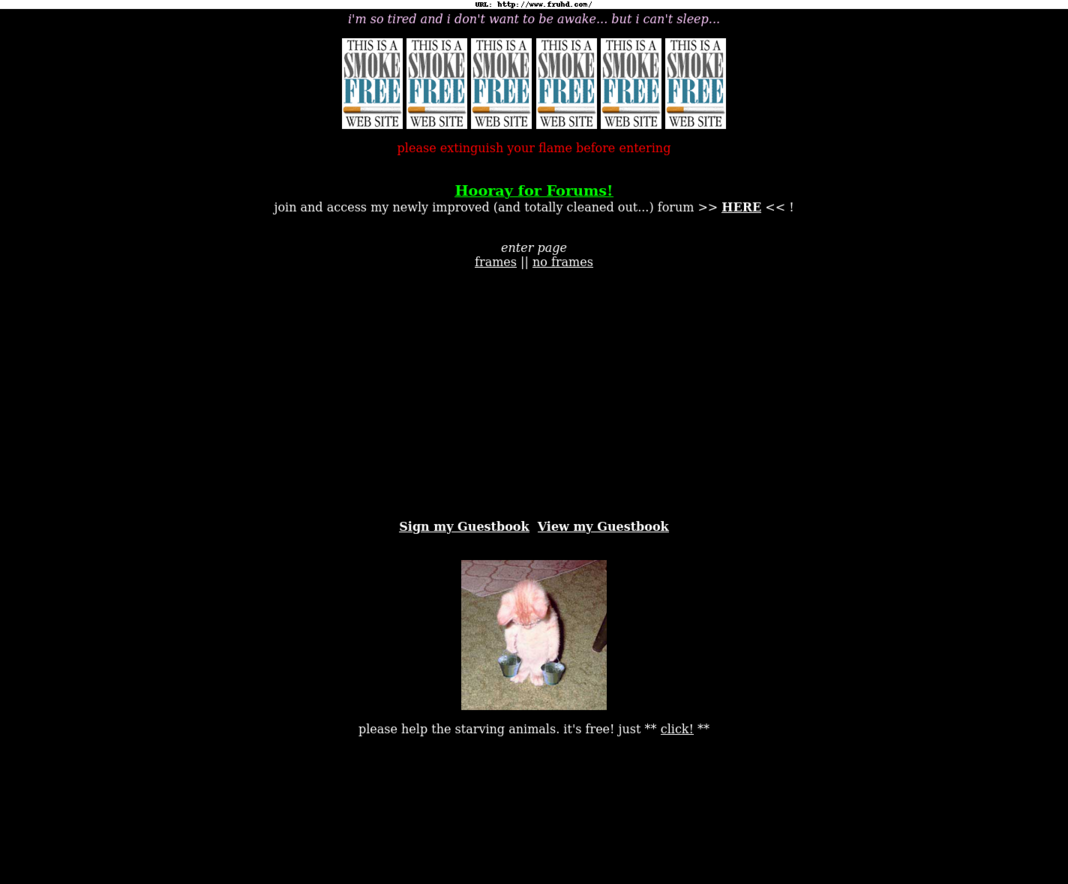 URL: http://www.fruhd.com/
i'm so tired and i don't want to be awake... but i can't sleep...
THIS IS A THIS IS A THIS IS A THIS IS A THIS IS A THIS IS A
SMOKE SMOKE SMOKE SMOKE SMOKE SMOKE
FREE FREE FREE FREE FREE FREE
WEB SITE WEB SITE WEB SITE WEB SITE WEB SITE WEB SITE
please extinguish your flame before entering
Hooray for Forums!
join and access my newly improved (and totally cleaned out...) forum >> HERE << !
enter page
frames || no frames
Sign my Guestbook View my Guestbook
please help the starving animals. it's free! just ** click! **